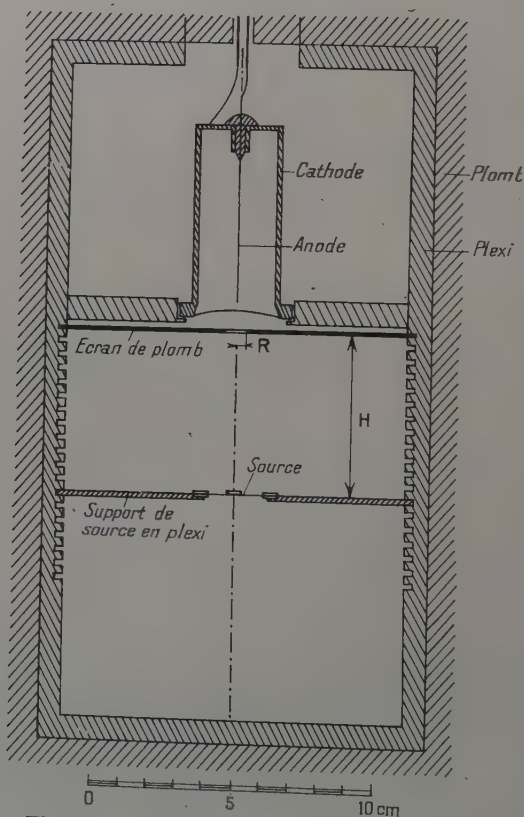 Cathode
Plomb
Anode
Plexi
Ecran de plomb
R
H
Source
Support de
source en plexi
0
5
10 cm